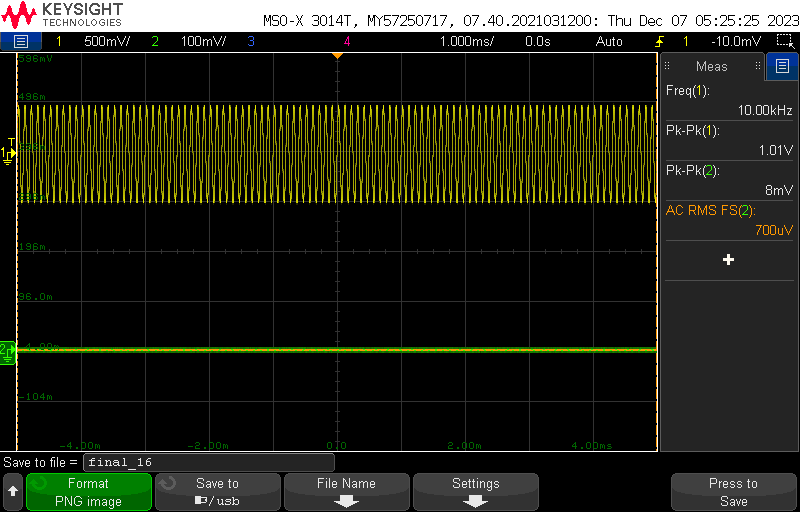 KEYSIGHT
TECHNOLOGIES
MSO-X 3014T, MY57250717, 07.40.2021031200: Thu Dec 07 05:25:25 2023
1 500mV/ 2 100mV/ 3 4 1.000ms/ 0.0s Auto 1 -10.0mV
596mV
496m
T
1
196m
96.0m
2
-4.00m
-104m
-4.00m -2.00m 0.0 2.00m 4.00ms
Meas
Freq(1):
10.00kHz
Pk-Pk(1):
1.01V
Pk-Pk(2):
8mV
AC RMS FS(2):
700uV
+
Save to file = final_16
Format
PNG image
Save to
/usb
File Name
Settings
Press to
Save